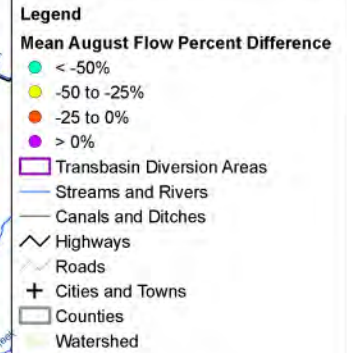 Legend
Mean August Flow Percent Difference
< -50%
-50 to -25%
-25 to 0%
> 0%
Transbasin Diversion Areas
Streams and Rivers
Canals and Ditches
Highways
Roads
Cities and Towns
Counties
Watershed